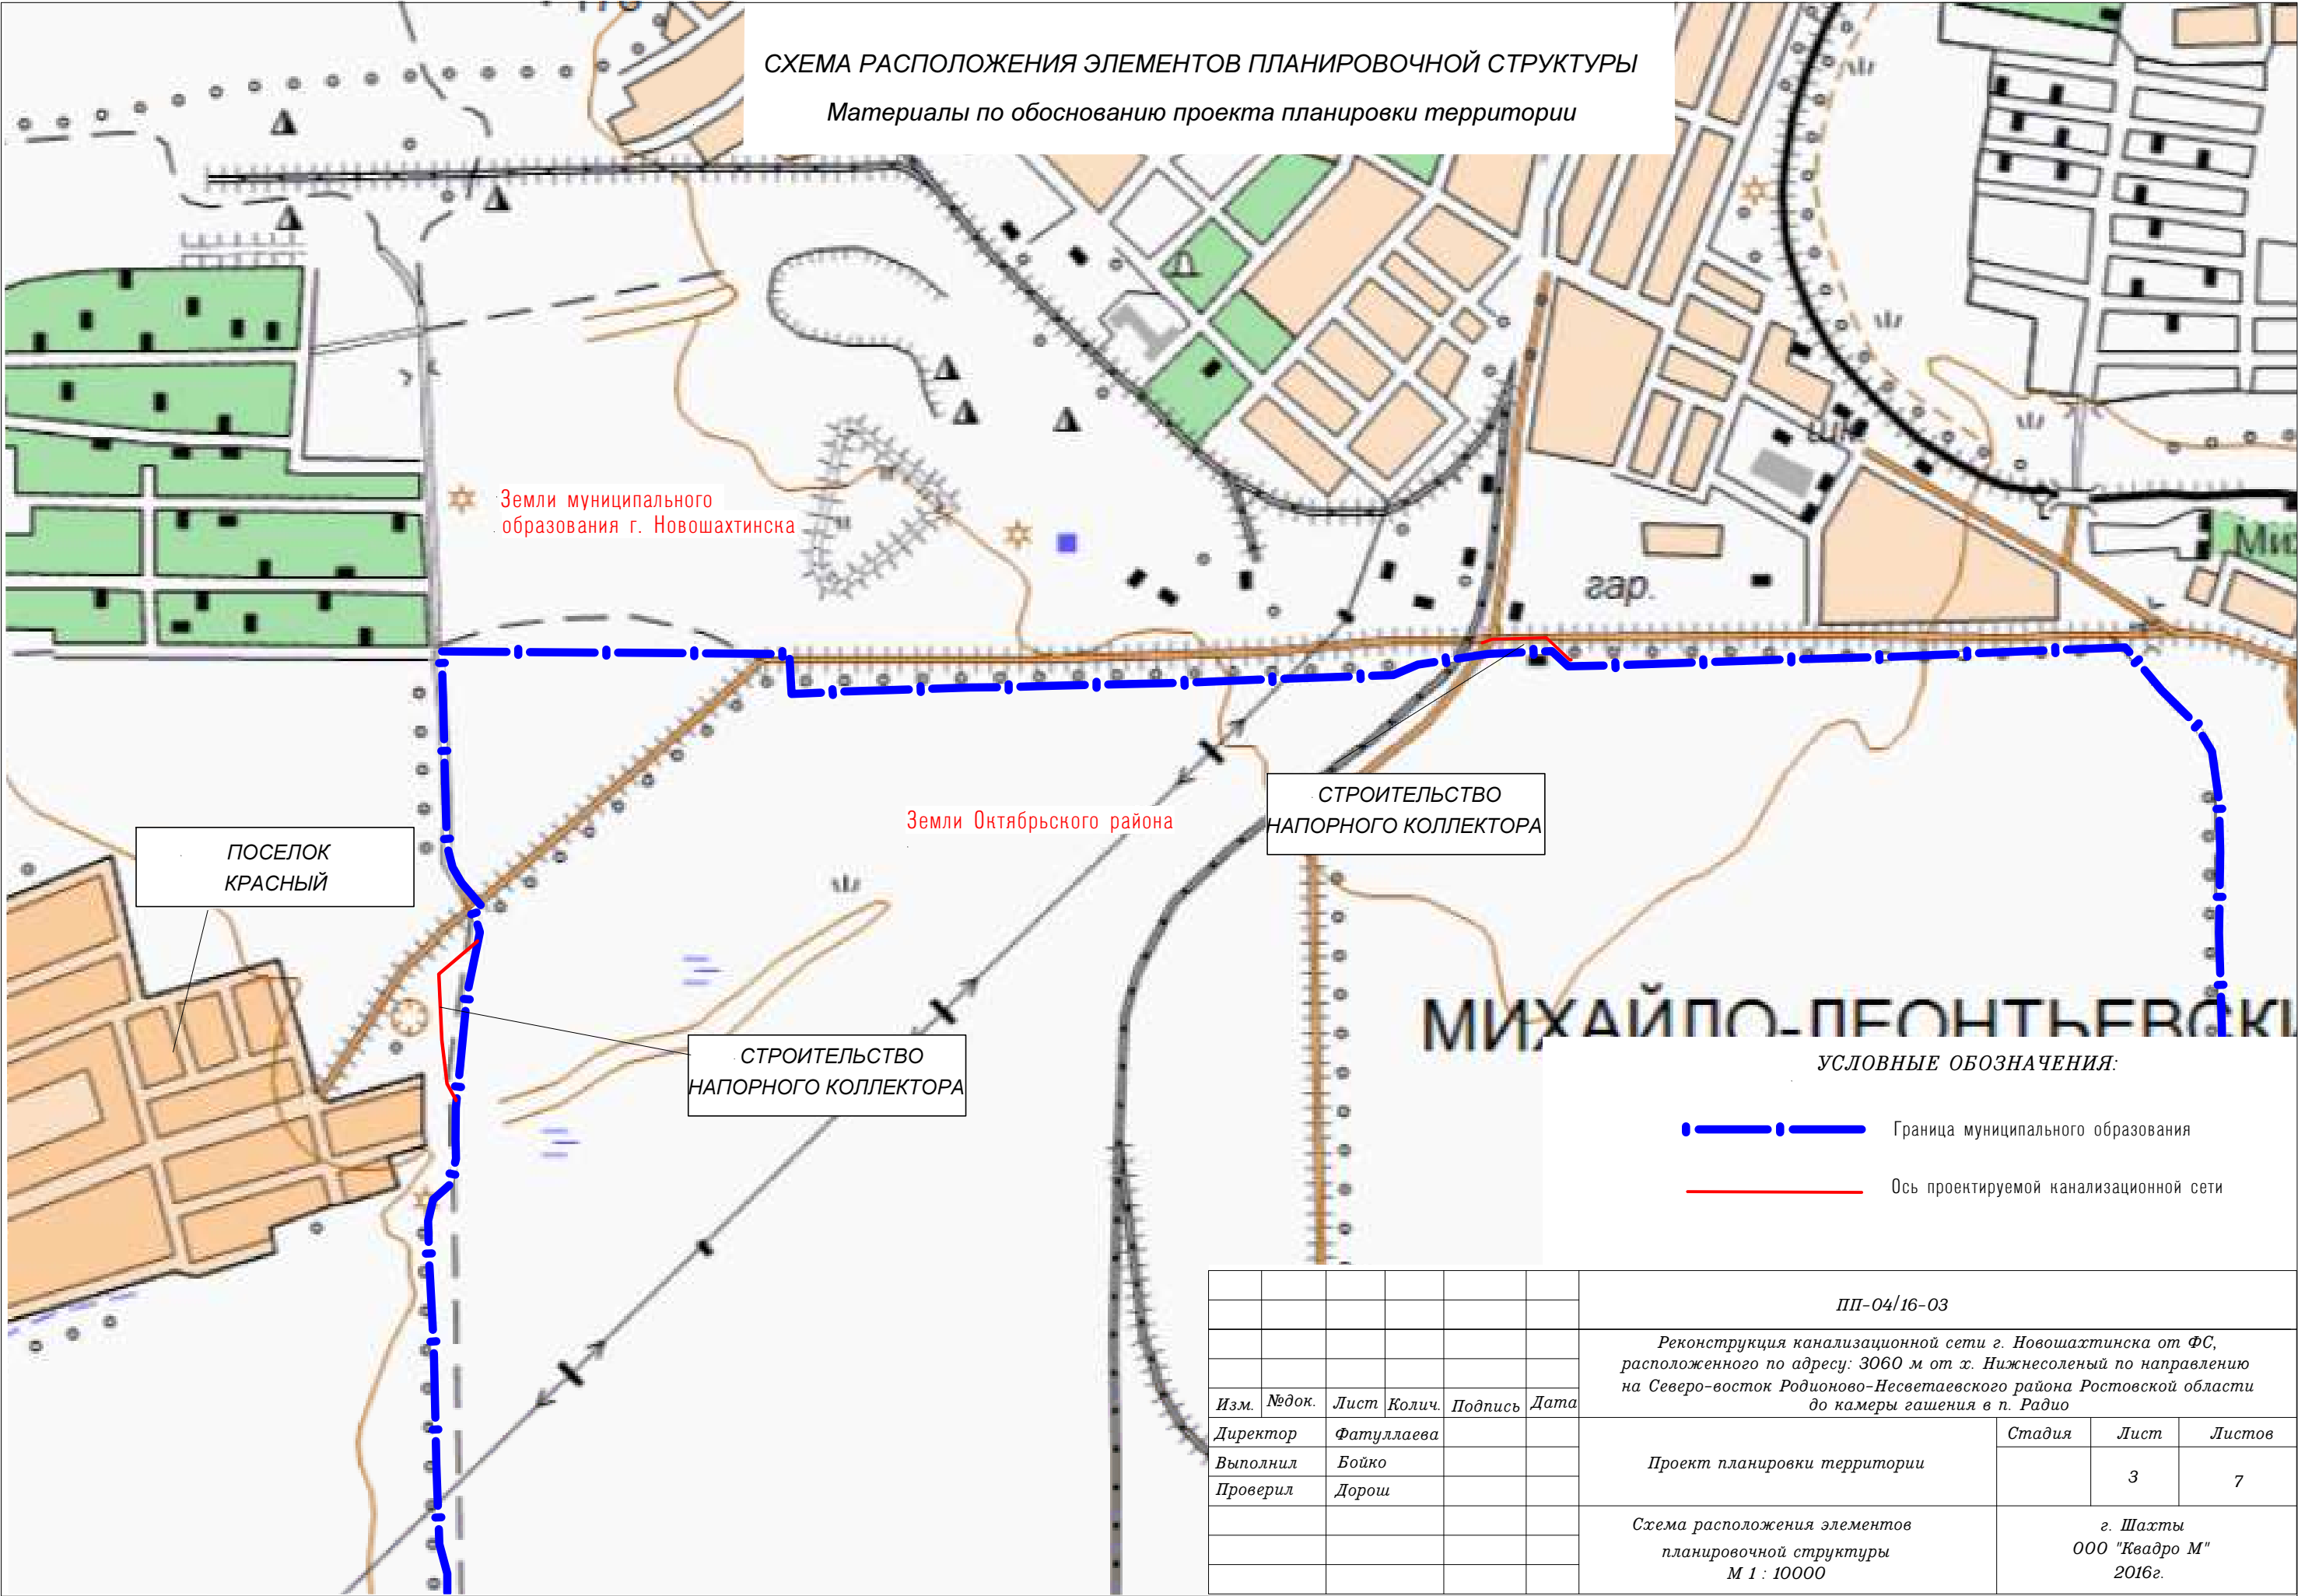 СХЕМА РАСПОЛОЖЕНИЯ ЭЛЕМЕНТОВ ПЛАНИРОВОЧНОЙ СТРУКТУРЫ
Материалы по обоснованию проекта планировки территории
Земли муниципального
образования г. Новошахтинска
шк.
гар.
Земли Октябрьского района
СТРОИТЕЛЬСТВО
НАПОРНОГО КОЛЛЕКТОРА
ПОСЕЛОК
КРАСНЫЙ
СТРОИТЕЛЬСТВО
НАПОРНОГО КОЛЛЕКТОРА
МИХАЙЛО-ЛЕОНТЬЕВСКИ
УСЛОВНЫЕ ОБОЗНАЧЕНИЯ:
Граница муниципального образования
Ось проектируемой канализационной сети
ПП-04/16-03
Реконструкция канализационной сети г. Новошахтинска от ФС,
расположенного по адресу: 3060 м от х. Нижнесоленый по направлению
на Северо-восток Родионово-Несветаевского района Ростовской области
до камеры гашения в п. Радио
Изм. №док. Лист Колич. Подпись Дата
Директор Фатуллаева
Выполнил Бойко
Проверил Дорош
Проект планировки территории
Стадия Лист Листов
3 7
Схема расположения элементов
планировочной структуры
М 1 : 10000
г. Шахты
ООО "Квадро М"
2016г.